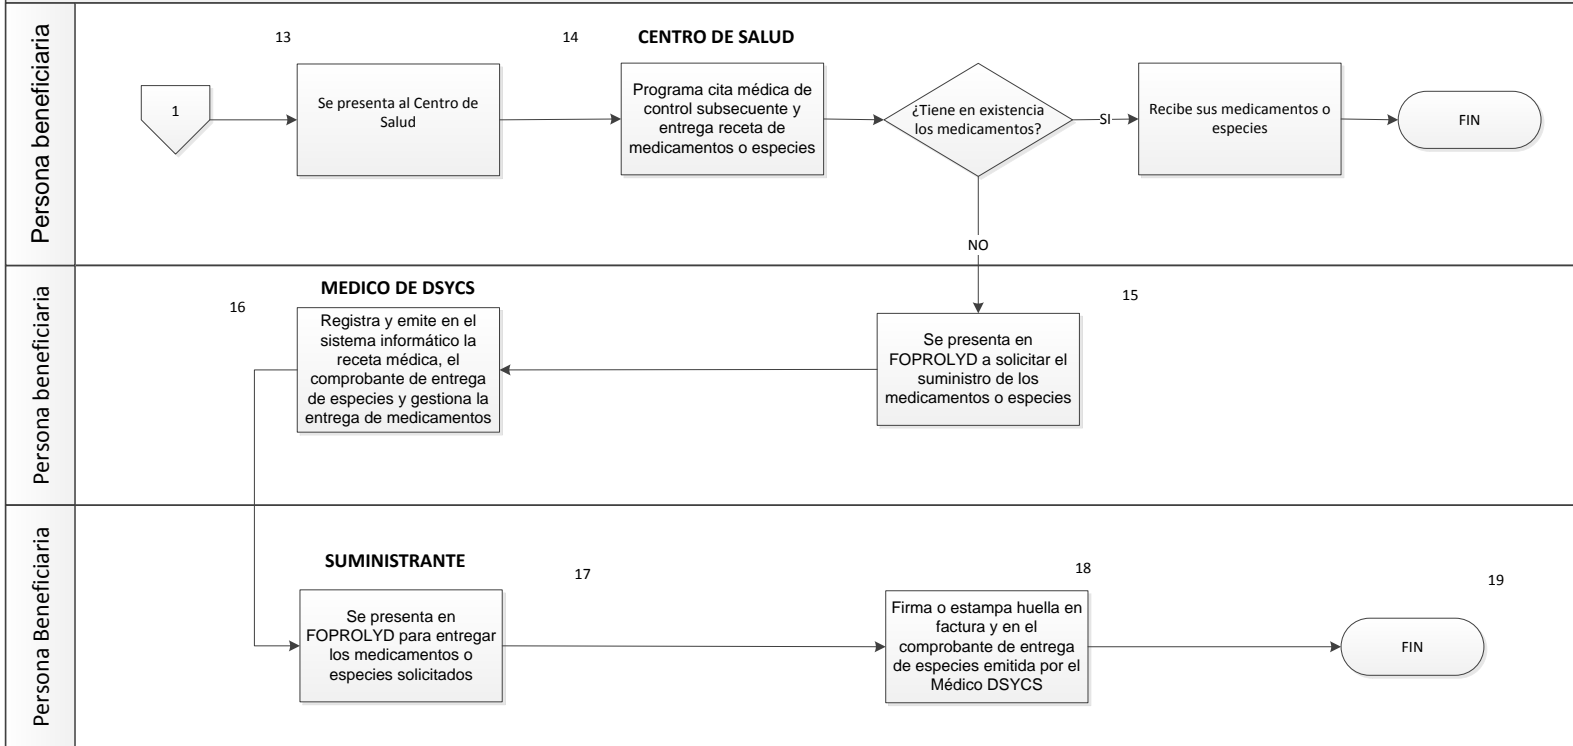 Persona beneficiaria
13
14
CENTRO DE SALUD
1
Se presenta al Centro de
Salud
Programa cita médica de
control subsecuente y
entrega receta de
medicamentos o especies
¿Tiene en existencia
los medicamentos?
SI
Recibe sus medicamentos o
especies
FIN
NO
Persona beneficiaria
16
MEDICO DE DSYCS
Registra y emite en el
sistema informático la
receta médica, el
comprobante de entrega
de especies y gestiona la
entrega de medicamentos
15
Se presenta en
FOPROLYD a solicitar el
suministro de los
medicamentos o especies
Persona Beneficiaria
SUMINISTRANTE
17
Se presenta en
FOPROLYD para entregar
los medicamentos o
especies solicitados
18
Firma o estampa huella en
factura y en el
comprobante de entrega
de especies emitida por el
Médico DSYCS
19
FIN